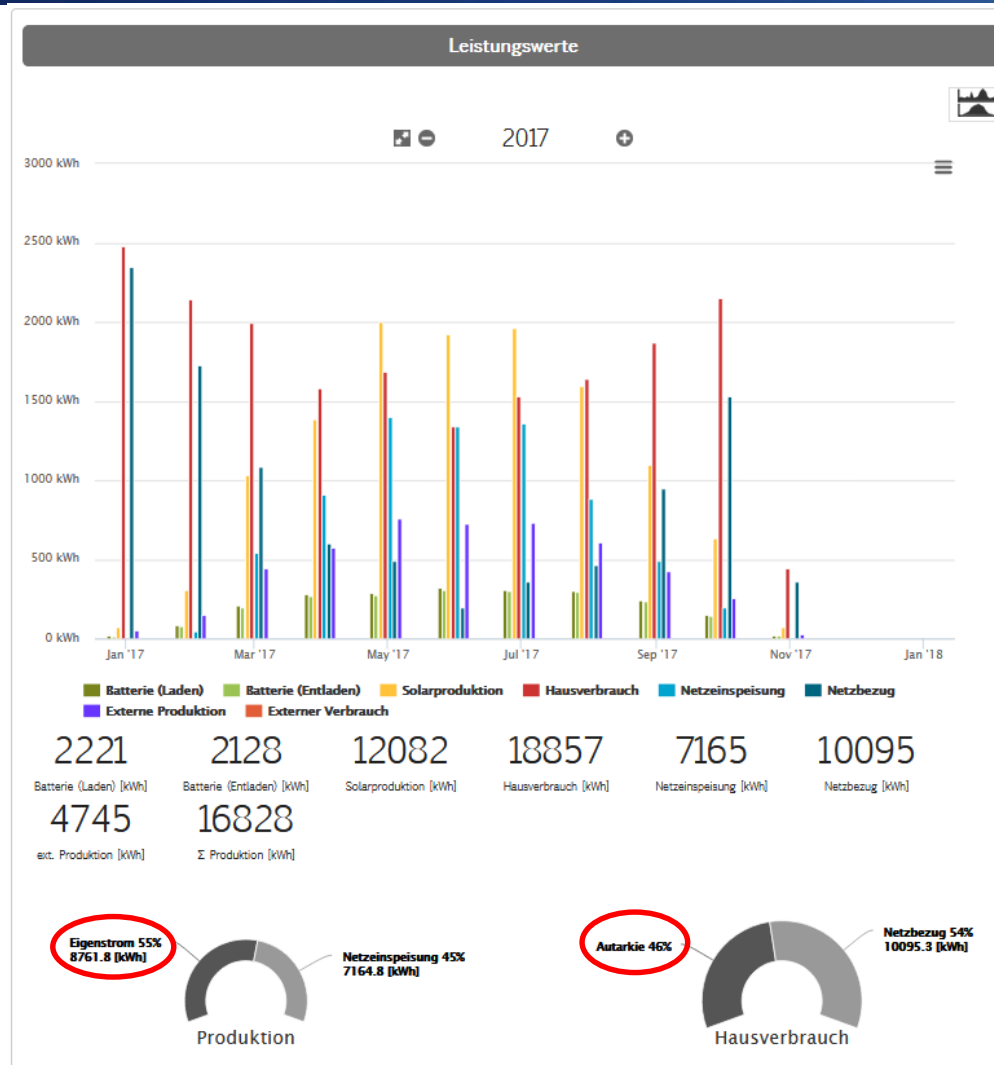 Leistungswerte
2017
3000 kWh
2500 kWh
2000 kWh
1500 kWh
1000 kWh
500 kWh
0 kWh
Jan '17 Mar '17 May '17 Jul '17 Sep '17 Nov '17 Jan '18
Batterie (Laden) Batterie (Entladen) Solarproduktion Hausverbrauch Netzeinspeisung Netzbezug
Externe Produktion Externer Verbrauch
2221 2128 12082 18857 7165 10095
Batterie (Laden) [kWh] Batterie (Entladen) [kWh] Solarproduktion [kWh] Hausverbrauch [kWh] Netzeinspeisung [kWh] Netzbezug [kWh]
4745 16828
ext. Produktion [kWh] Σ Produktion [kWh]
Eigenstrom 55%
8761.8 [kWh]
Netzeinspeisung 45%
7164.8 [kWh]
Produktion
Autarkie 46%
Netzbezug 54%
10095.3 [kWh]
Hausverbrauch